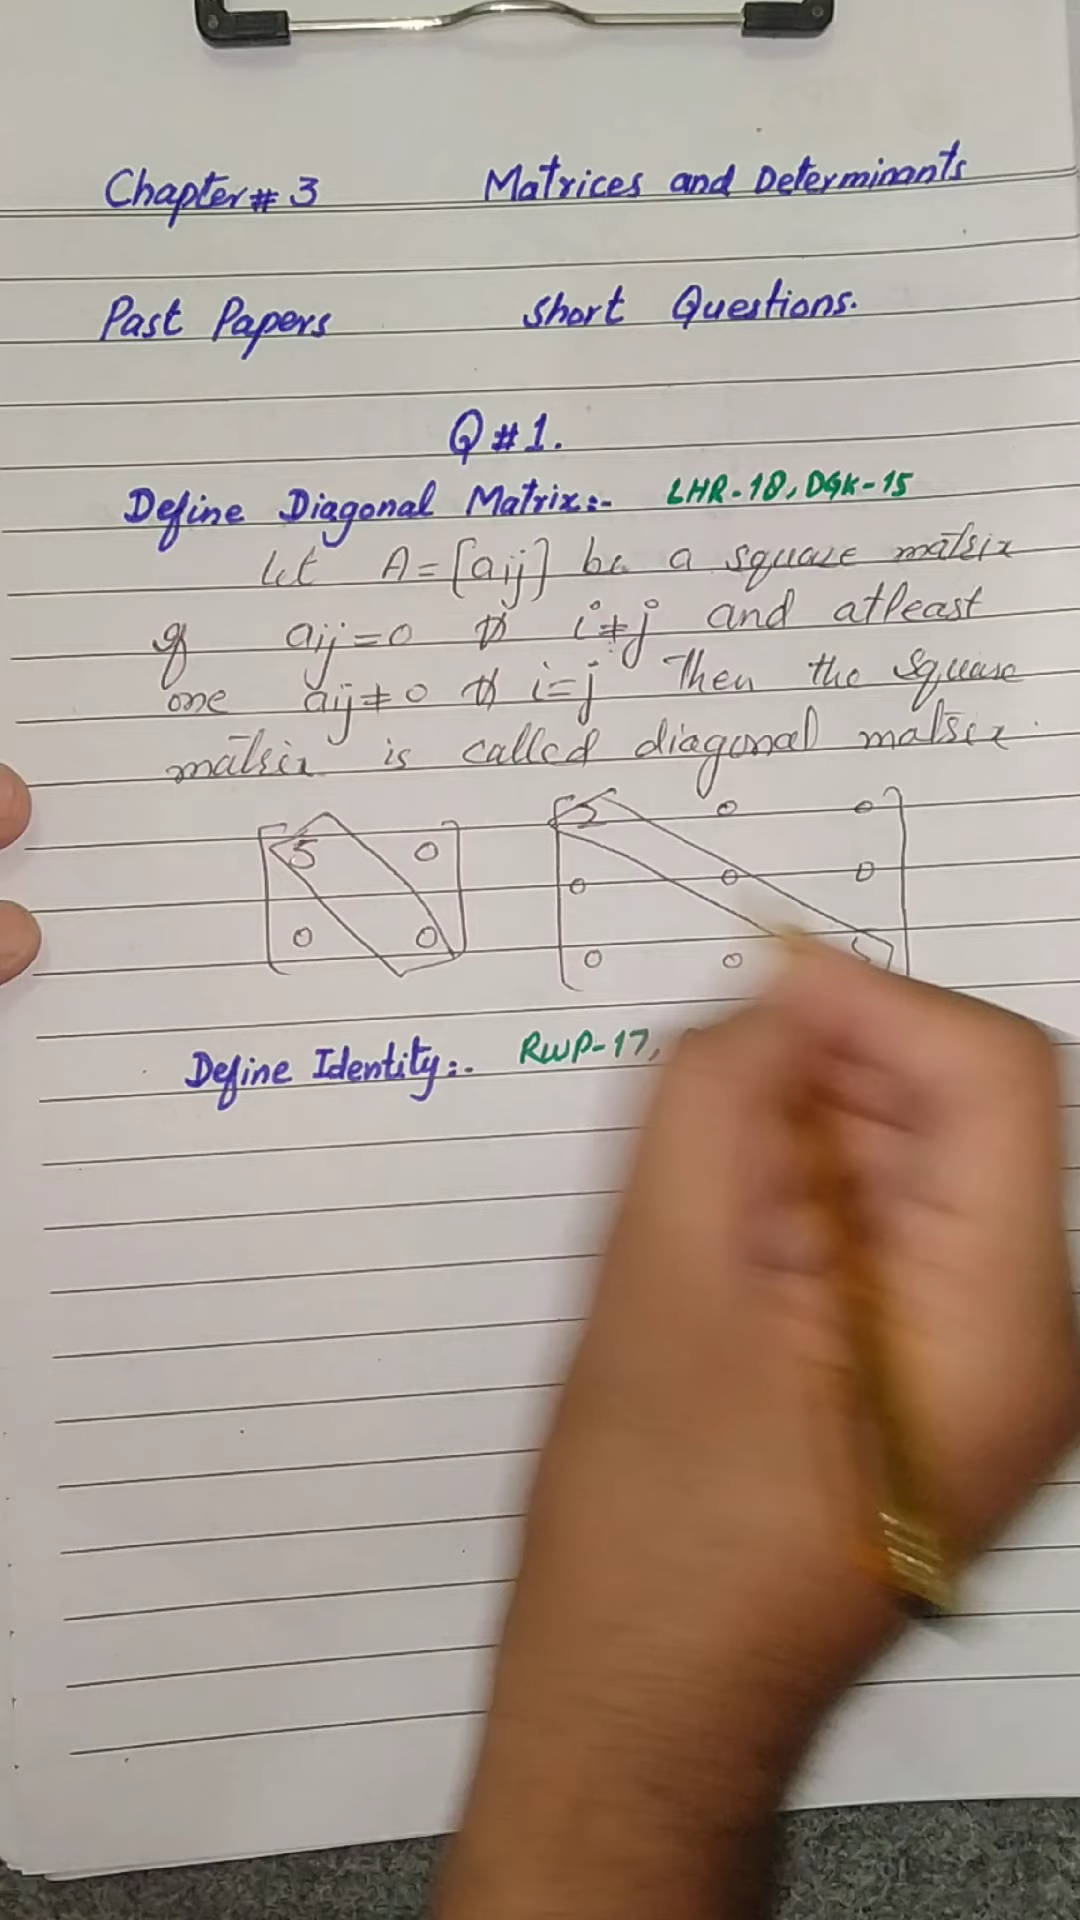 Chapter # 3 Matrices and Determinants
Past Papers Short Questions.
Q # 1.
Define Diagonal Matrix:- LHR-18, DGK-15
Let A = [aij] be a square matrix
if aij = 0 ∀ i ≠ j and atleast
one aij ≠ 0 ∀ i = j Then the square
matrix is called diagonal matrix.
5 0 2 0 0
0 0 0
0 0 0 0
Define Identity:- RWP-17,